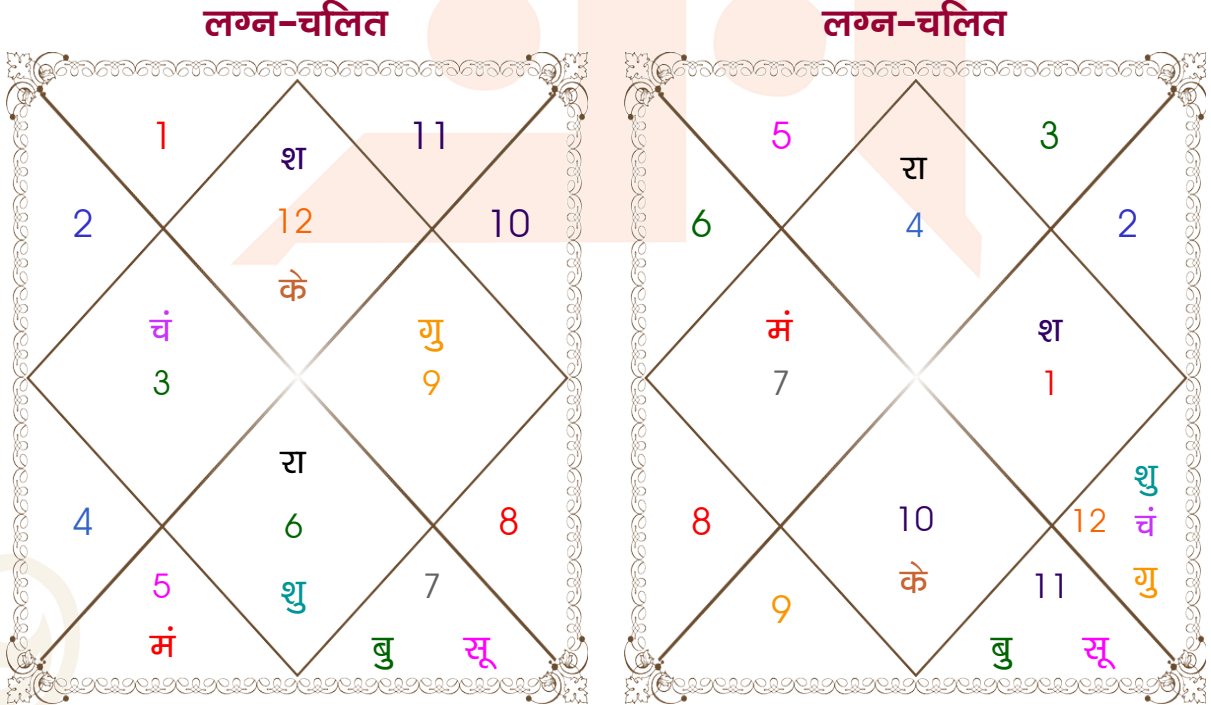 लग्न-चलित
1
श
11
2
12
10
के
चं
गु
3
9
रा
4
6
8
5
शु
7
मं
बु
सू
लग्न-चलित
5
रा
3
6
4
2
मं
श
7
1
शु
8
10
12
चं
के
11
गु
9
बु
सू